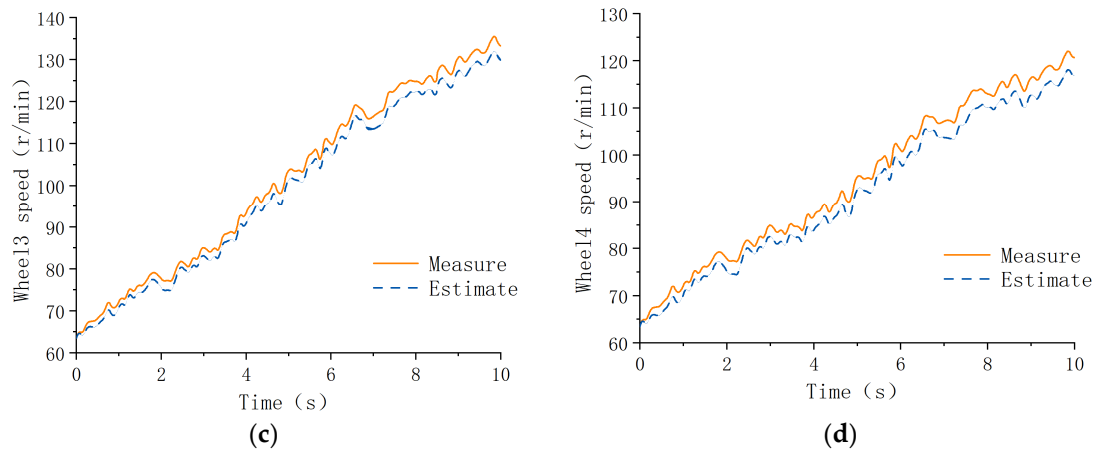 140
130
120
110
100
90
80
70
60
Wheel3 speed (r/min)
Measure
Estimate
0
2
4
6
8
10
Time (s)
(c)
130
120
110
100
90
80
70
60
Wheel4 speed (r/min)
Measure
Estimate
0
2
4
6
8
10
Time (s)
(d)